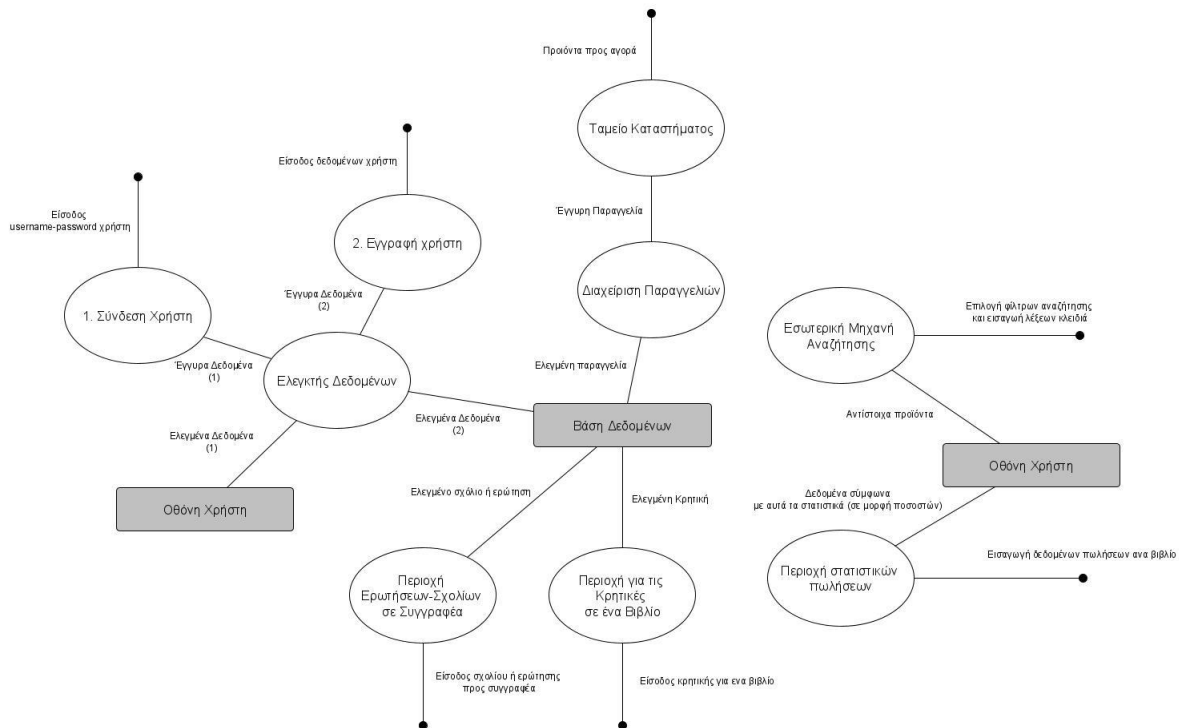 Προιόντα προς αγορά
Ταμείο Καταστήματος
Είσοδος δεδομένων χρήστη
Είσοδος
username-password χρήστη
Έγγυρη Παραγγελία
2. Εγγραφή χρήστη
Διαχείριση Παραγγελιών
Έγγυρα Δεδομένα
(2)
1. Σύνδεση Χρήστη
Επιλογή φίλτρων αναζήτησης
και εισαγωγή λέξεων κλειδιά
Εσωτερική Μηχανή
Αναζήτησης
Έγγυρα Δεδομένα
(1)
Ελεγκτής Δεδομένων
Ελεγμένη παραγγελία
Ελεγμένα Δεδομένα
(2)
Βάση Δεδομένων
Αντίστοιχα προϊόντα
Ελεγμένα Δεδομένα
(1)
Οθόνη Χρήστη
Ελεγμένο σχόλιο ή ερώτηση
Ελεγμένη Κριτική
Δεδομένα σύμφωνα
με αυτά τα στατιστικά (σε μορφή ποσοστών)
Οθόνη Χρήστη
Περιοχή
Ερωτήσεων-Σχολίων
σε Συγγραφέα
Περιοχή για τις
Κρητικές
σε ένα Βιβλίο
Περιοχή στατιστικών
πωλήσεων
Εισαγωγή δεδομένων πωλήσεων ανα βιβλίο
Είσοδος σχολίου ή ερώτησης
προς συγγραφέα
Είσοδος κρητικής για ενα βιβλίο